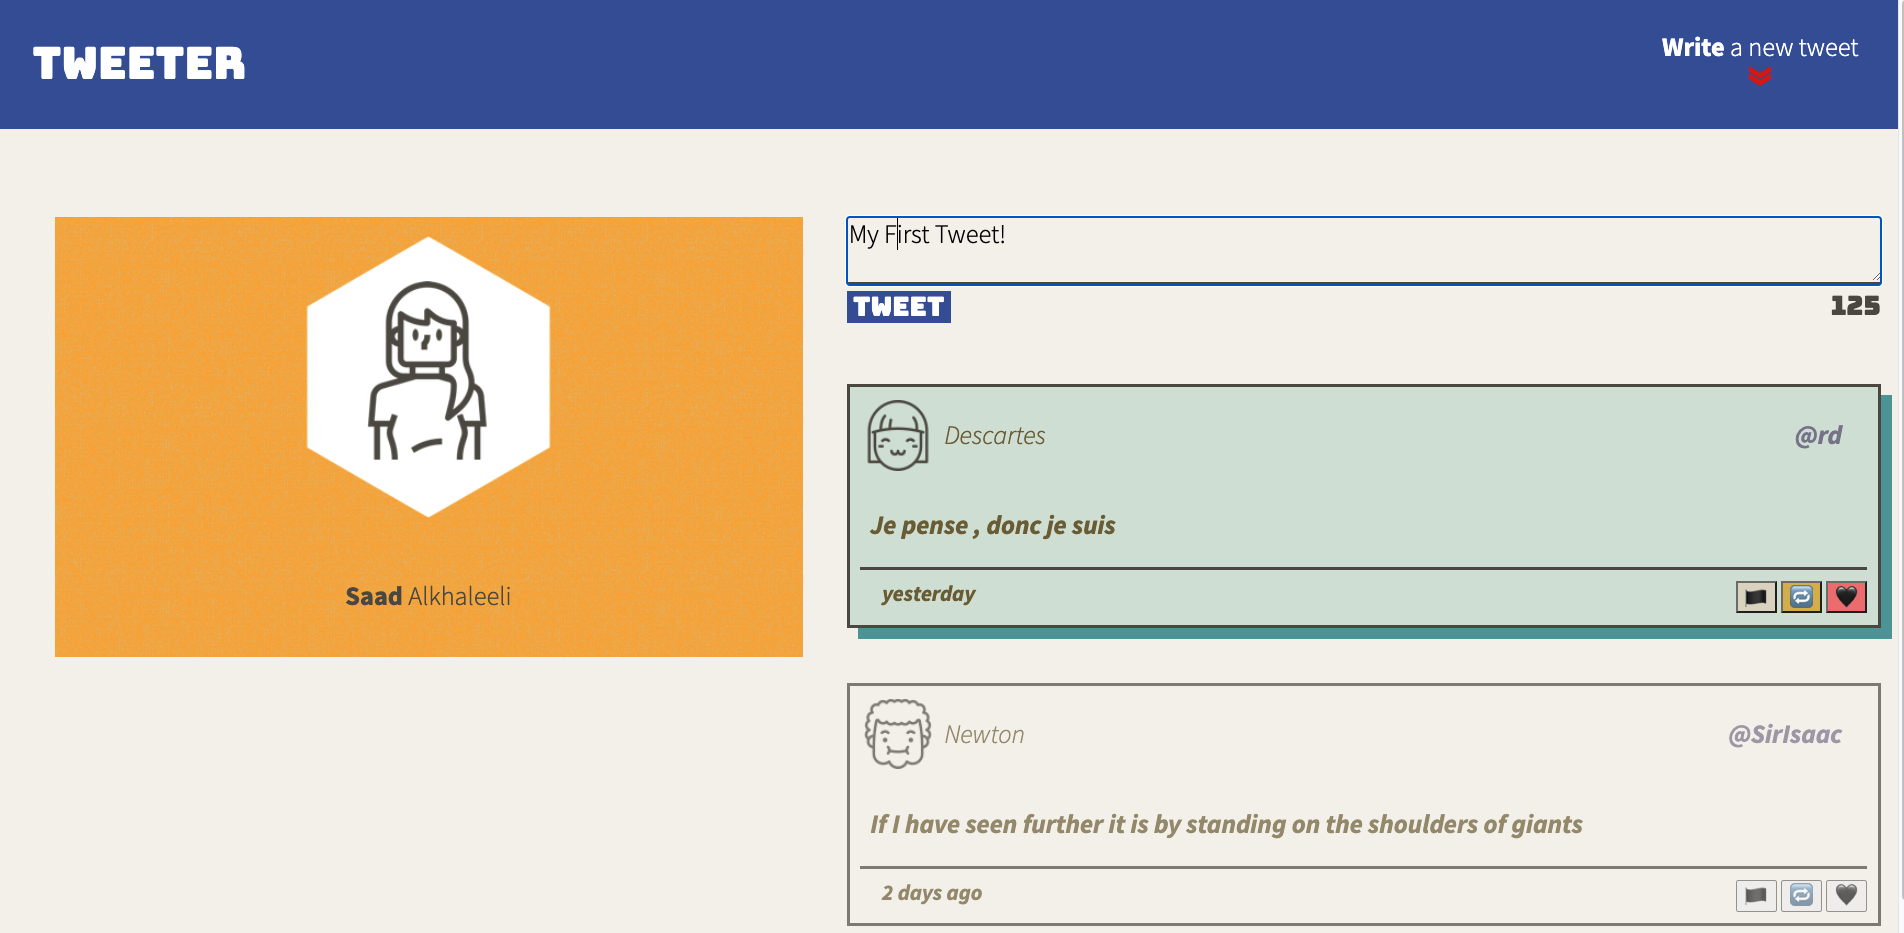 TWEETER
Write a new tweet
Saad Alkhaleeli
My First Tweet!
TWEET
125
Descartes
@rd
Je pense , donc je suis
yesterday
Newton
@SirIsaac
If I have seen further it is by standing on the shoulders of giants
2 days ago